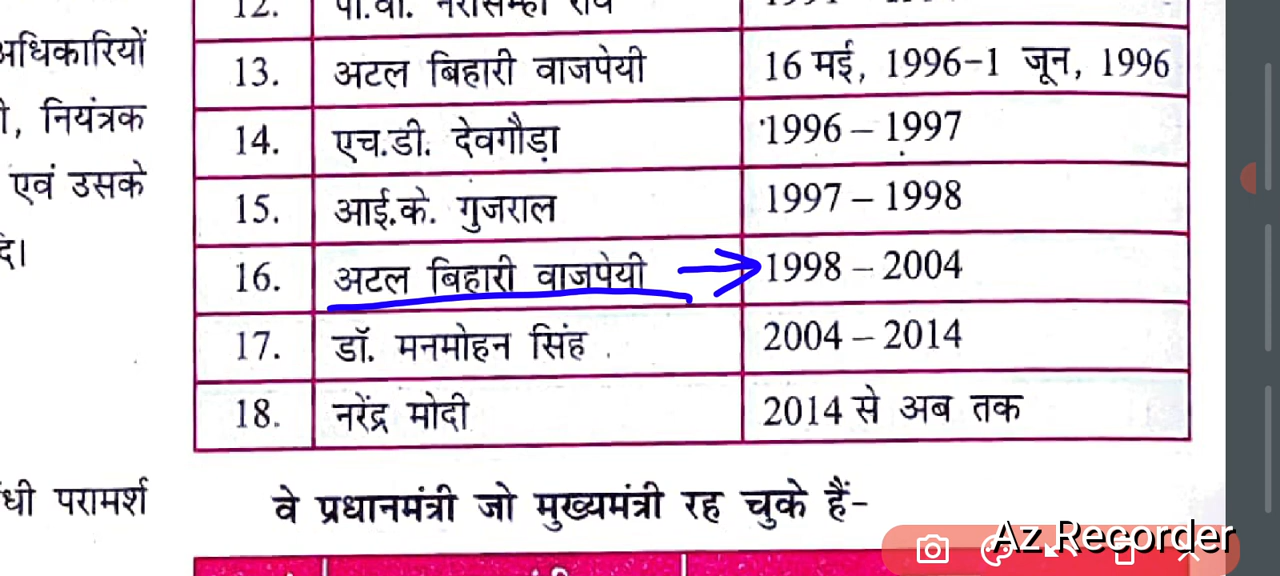 12. पी.वी. नरसिम्हा राव
अधिकारियों
13. अटल बिहारी वाजपेयी 16 मई, 1996-1 जून, 1996
नियंत्रक
14. एच.डी. देवगौड़ा 1996 – 1997
एवं उसके
15. आई.के. गुजराल 1997 – 1998
16. अटल बिहारी वाजपेयी 1998 – 2004
17. डॉ. मनमोहन सिंह 2004 – 2014
18. नरेंद्र मोदी 2014 से अब तक
परामर्श
वे प्रधानमंत्री जो मुख्यमंत्री रह चुके हैं-
Az Recorder